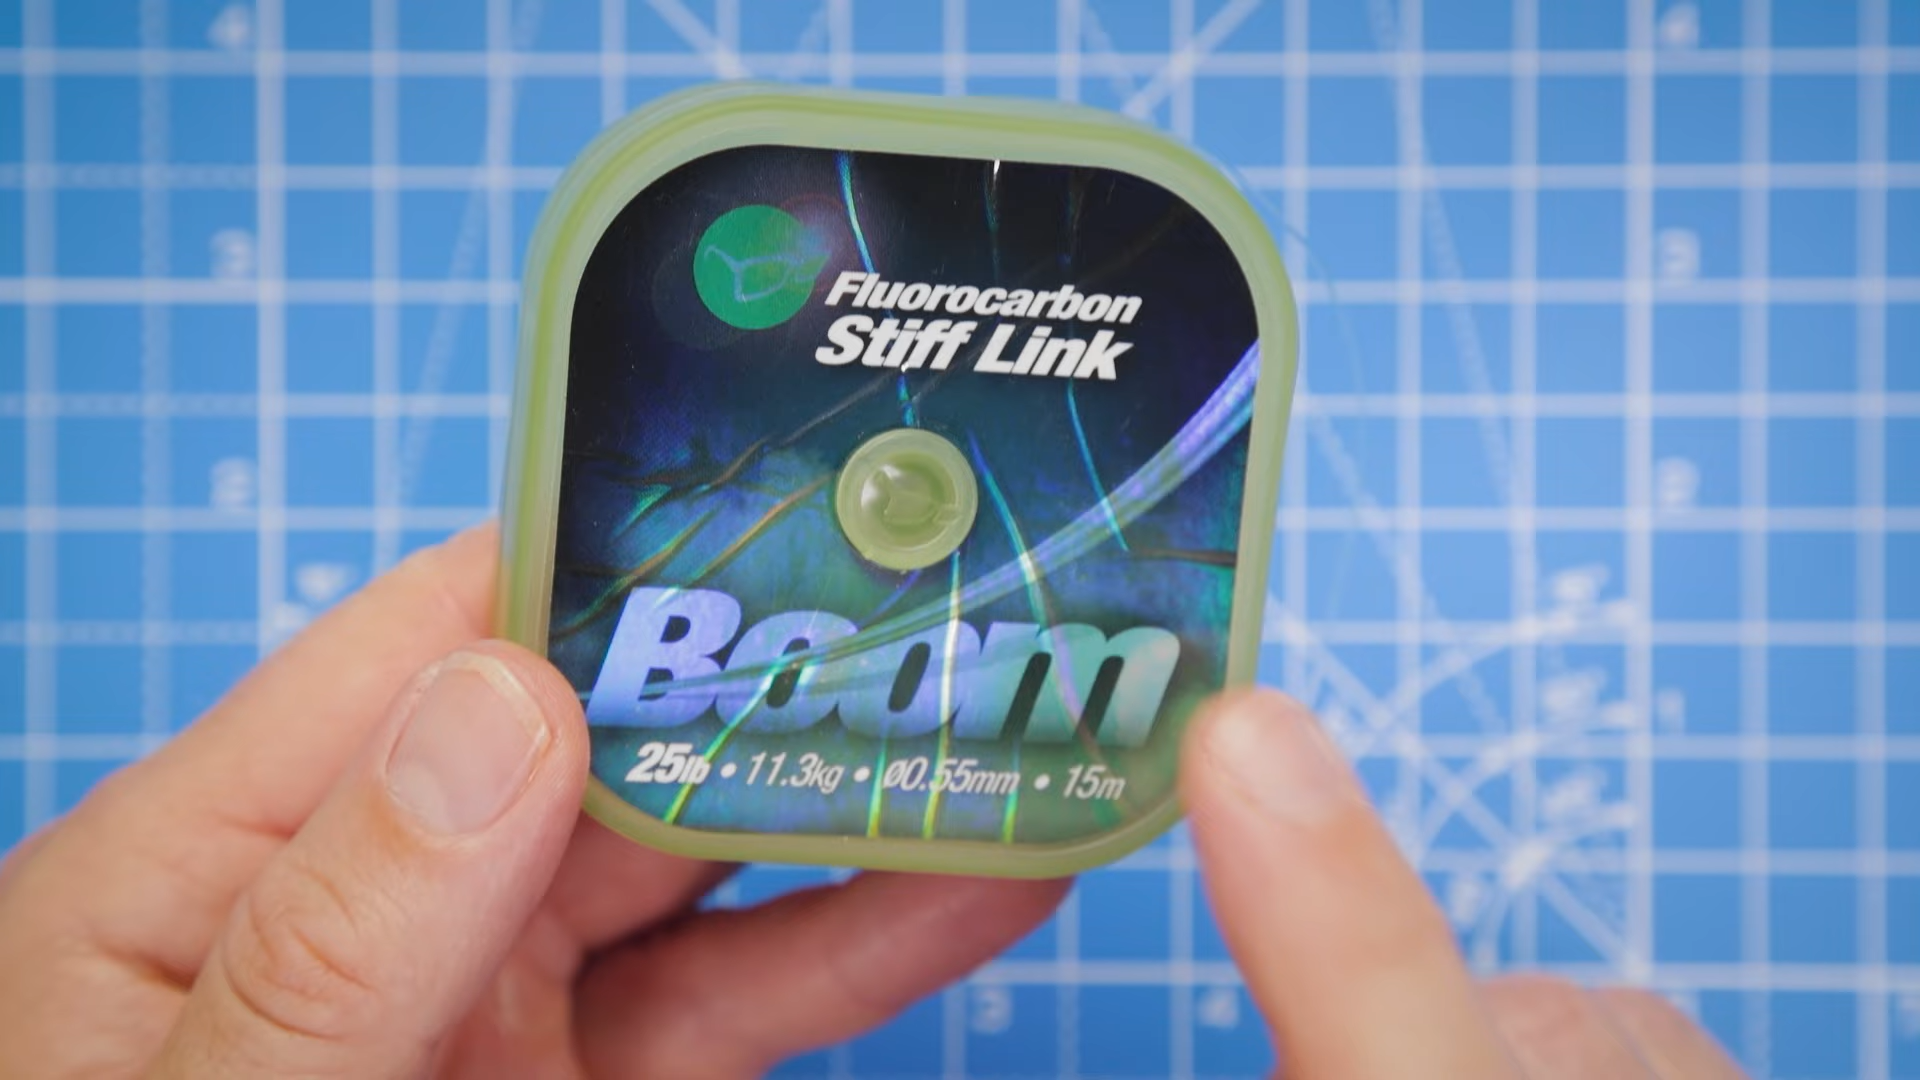 Fluorocarbon
Stiff Link
Boom
25lb • 11.3kg • ø0.55mm • 15m